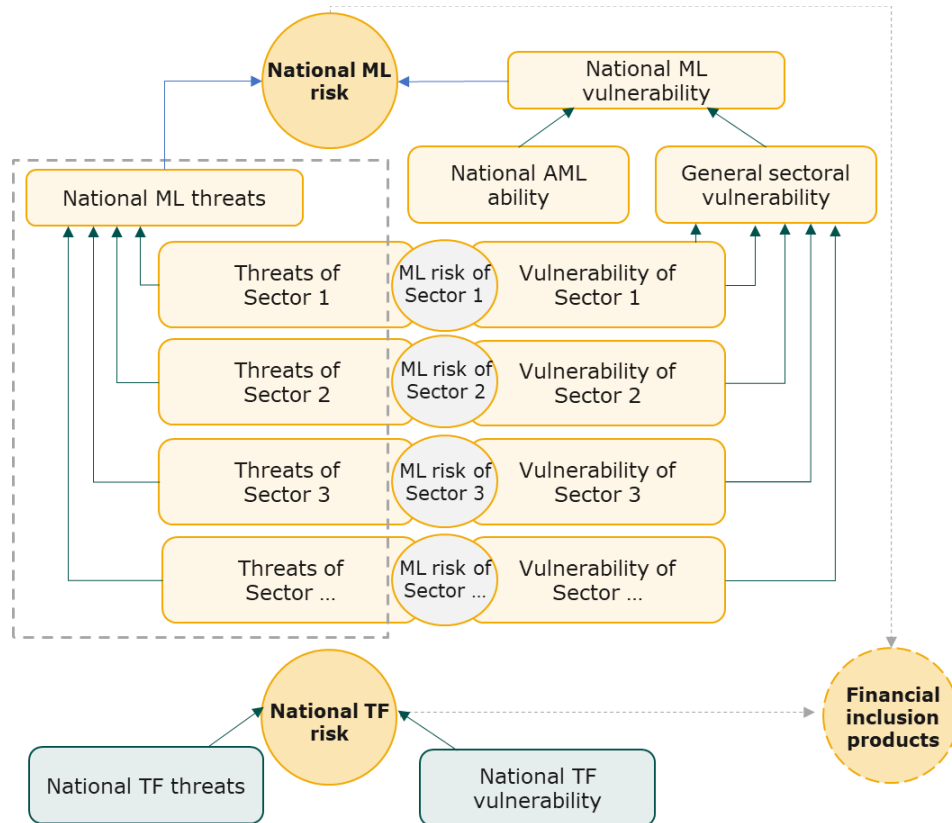 National ML
risk
National ML
vulnerability
National ML threats
National AML
ability
General sectoral
vulnerability
Threats of
Sector 1
ML risk of
Sector 1
Vulnerability of
Sector 1
Threats of
Sector 2
ML risk of
Sector 2
Vulnerability of
Sector 2
Threats of
Sector 3
ML risk of
Sector 3
Vulnerability of
Sector 3
Threats of
Sector …
ML risk of
Sector …
Vulnerability of
Sector …
National TF
risk
Financial
inclusion
products
National TF threats
National TF
vulnerability